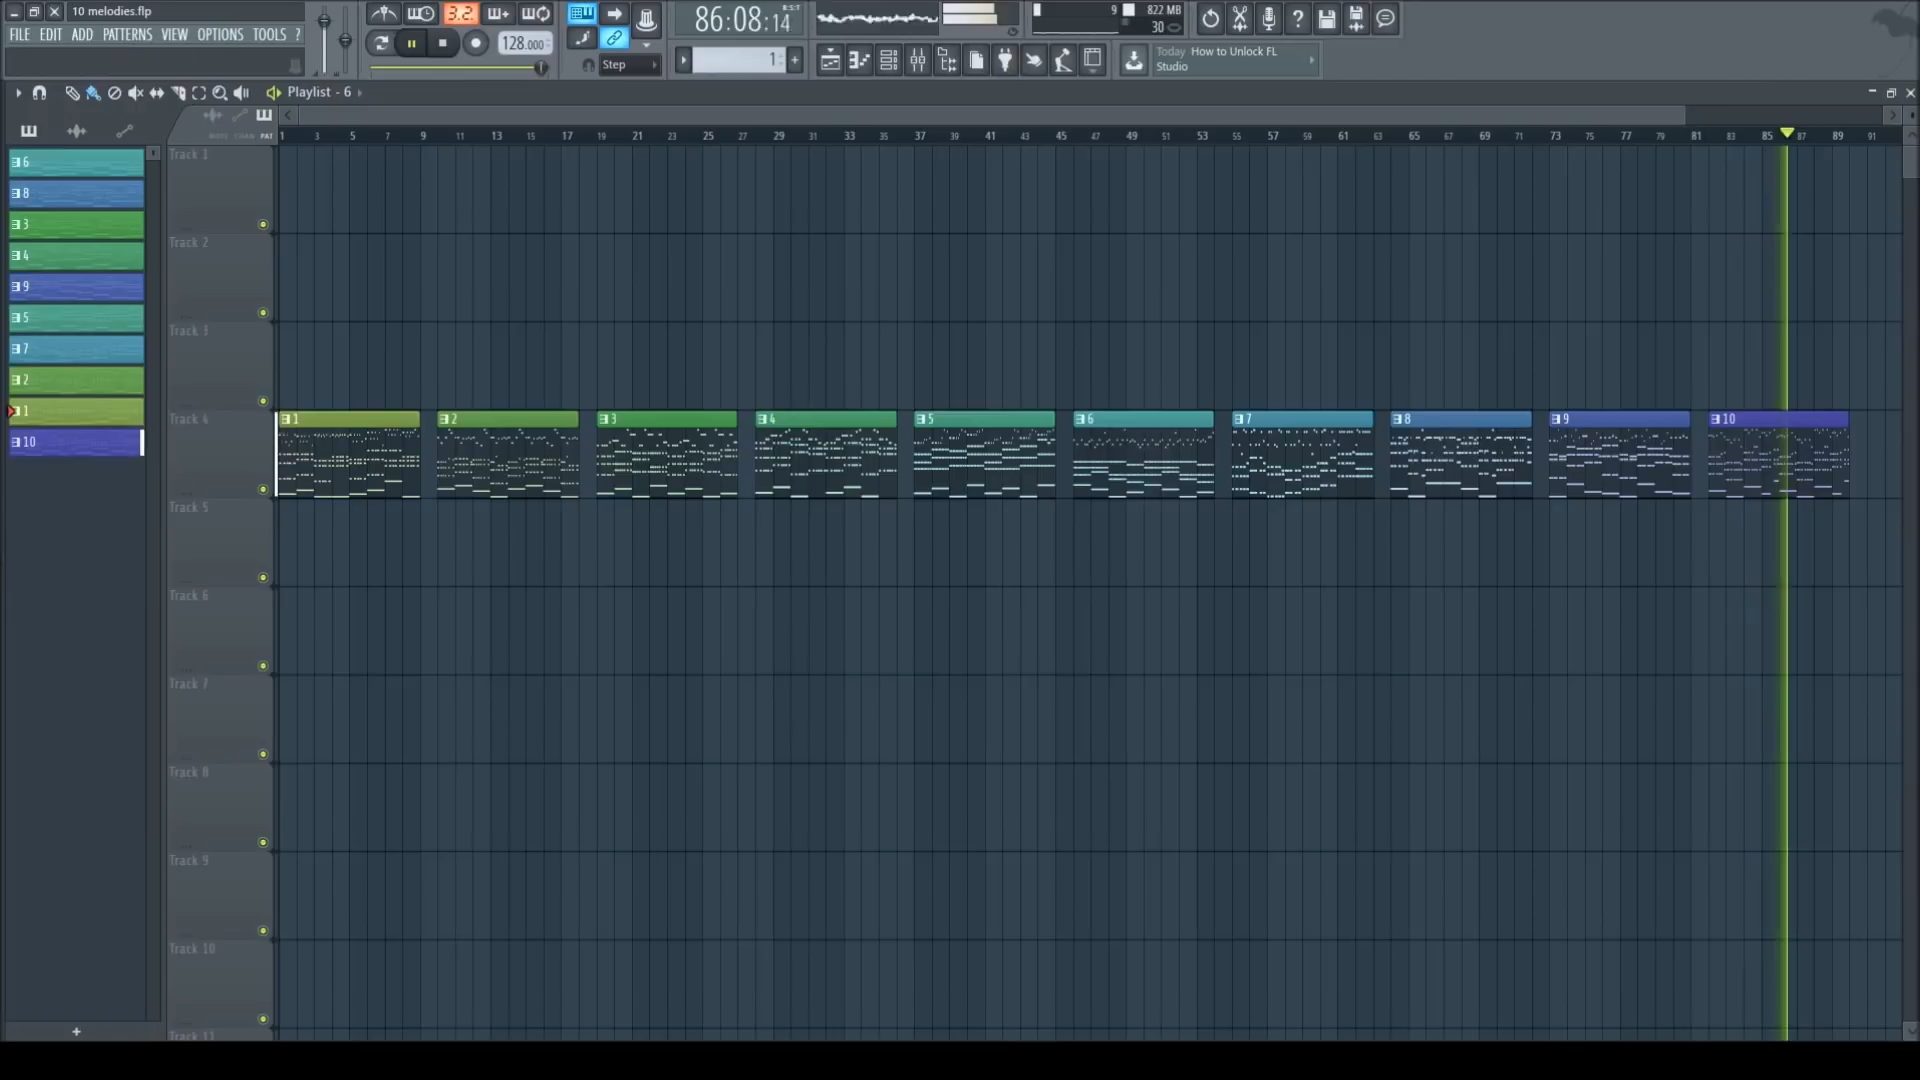 10 melodies.flp
FILE EDIT ADD PATTERNS VIEW OPTIONS TOOLS ?
3.2.
128.000
Step
86:08:14
B:S:T
1
9
822 MB
30
Today How to Unlock FL
Studio
Playlist - 6
1 3 5 7 9 11 13 15 17 19 21 23 25 27 29 31 33 35 37 39 41 43 45 47 49 51 53 55 57 59 61 63 65 67 69 71 73 75 77 79 81 83 85 87 89 91
6
8
3
4
9
5
7
2
1
10
Track 1
Track 2
Track 3
Track 4
1 2 3 4 5 6 7 8 9 10
Track 5
Track 6
Track 7
Track 8
Track 9
Track 10
Track 11